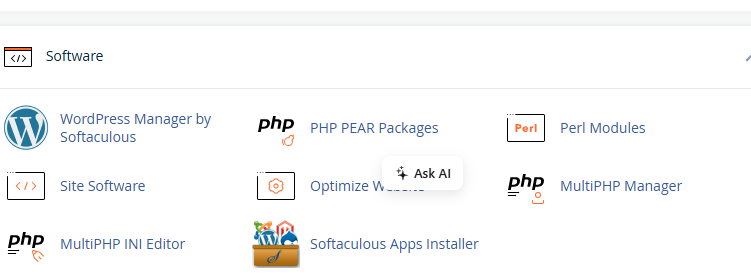 </>
Software
WordPress Manager by
Softaculous
php
PHP PEAR Packages
Perl
Perl Modules
</>
Site Software
Optimize Website
Ask AI
php
MultiPHP Manager
php
MultiPHP INI Editor
Softaculous Apps Installer